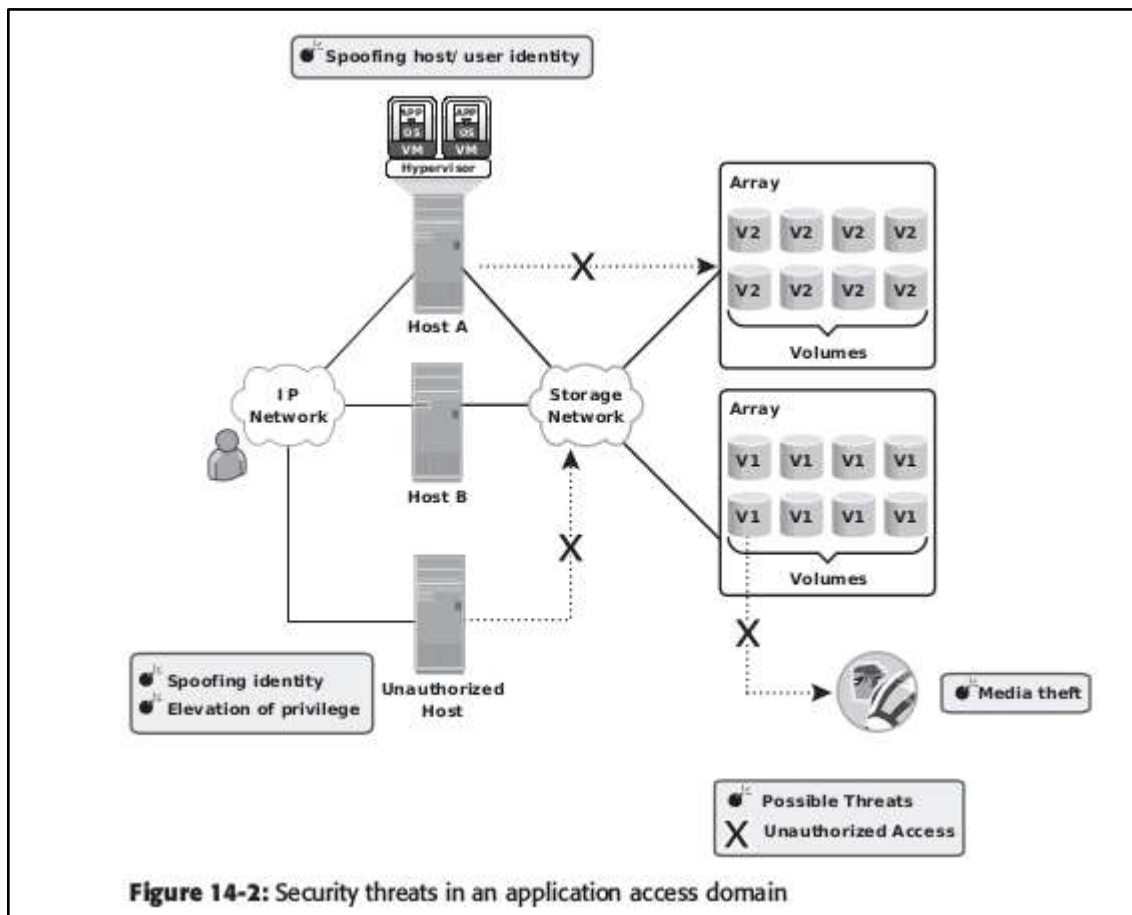 Spoofing host/ user identity
APP
APP
OS
OS
VM
VM
Hypervisor
Host A
Array
V2 V2 V2 V2
V2 V2 V2 V2
Volumes
IP
Network
Storage
Network
Host B
Array
V1 V1 V1 V1
V1 V1 V1 V1
Volumes
Unauthorized
Host
Spoofing identity
Elevation of privilege
X
X
X
Media theft
Possible Threats
X Unauthorized Access
Figure 14-2: Security threats in an application access domain